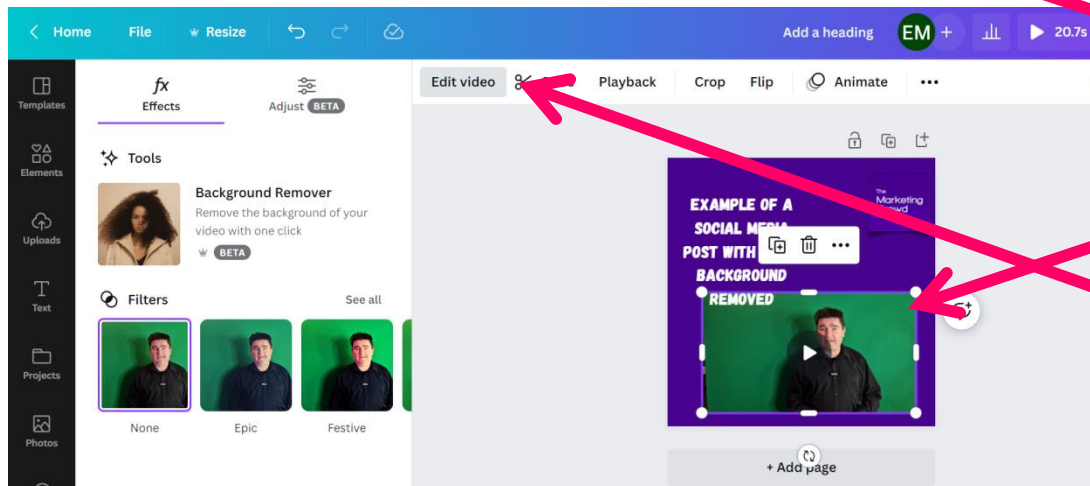 Home File Resize Add a heading EM + 20.7s
Templates
Elements
Uploads
Text
Projects
Photos
fx
Effects
Adjust BETA
Tools
Background Remover
Remove the background of your
video with one click
BETA
Filters See all
None Epic Festive
Edit video Playback Crop Flip Animate •••
EXAMPLE OF A
SOCIAL MEDIA
POST WITH
BACKGROUND
REMOVED
The
Marketing
+ Add page